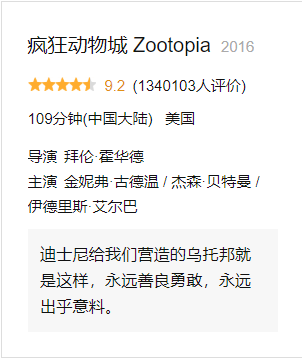 疯狂动物城 Zootopia 2016
9.2 (1340103人评价)
109分钟(中国大陆) 美国
导演 拜伦·霍华德
主演 金妮弗·古德温 / 杰森·贝特曼 /
伊德里斯·艾尔巴
迪士尼给我们营造的乌托邦就
是这样，永远善良勇敢，永远
出乎意料。